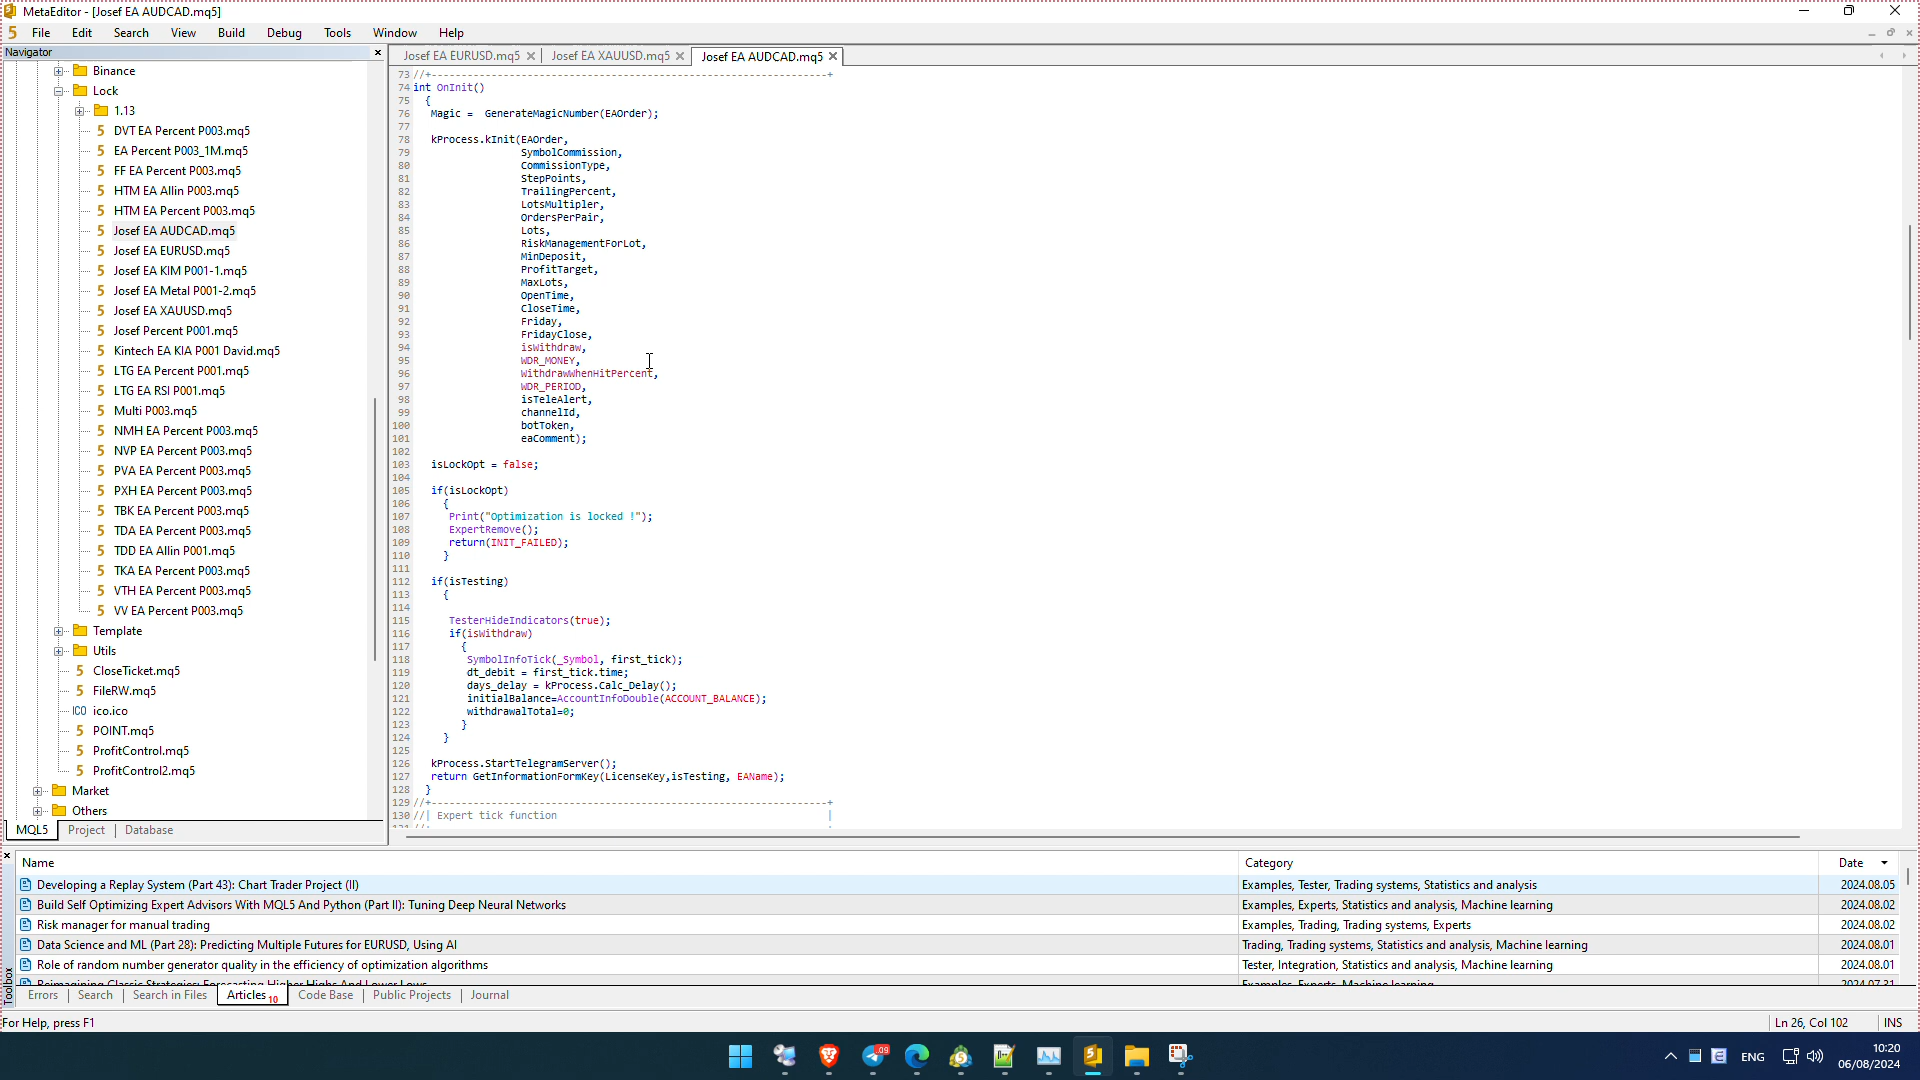 MetaEditor - [Josef EA AUDCAD.mq5]
File Edit Search View Build Debug Tools Window Help
Navigator
Binance
Lock
1.13
DVT EA Percent P003.mq5
EA Percent P003_1M.mq5
FF EA Percent P003.mq5
HTM EA Allin P003.mq5
HTM EA Percent P003.mq5
Josef EA AUDCAD.mq5
Josef EA EURUSD.mq5
Josef EA KIM P001-1.mq5
Josef EA Metal P001-2.mq5
Josef EA XAUUSD.mq5
Josef Percent P001.mq5
Kintech EA KIA P001 David.mq5
LTG EA Percent P001.mq5
LTG EA RSI P001.mq5
Multi P003.mq5
NMH EA Percent P003.mq5
NVP EA Percent P003.mq5
PVA EA Percent P003.mq5
PXH EA Percent P003.mq5
TBK EA Percent P003.mq5
TDA EA Percent P003.mq5
TDD EA Allin P001.mq5
TKA EA Percent P003.mq5
VTH EA Percent P003.mq5
VV EA Percent P003.mq5
Template
Utils
CloseTicket.mq5
FileRW.mq5
ICO ico.ico
POINT.mq5
ProfitControl.mq5
ProfitControl2.mq5
Market
Others
MQL5 Project Database
Josef EA EURUSD.mq5 Josef EA XAUUSD.mq5 Josef EA AUDCAD.mq5
73 //+------------------------------------------------------------------+
74 int OnInit()
75 {
76 Magic = GenerateMagicNumber(EAOrder);
77
78 kProcess.kInit(EAOrder,
79 SymbolCommission,
80 CommissionType,
81 StepPoints,
82 TrailingPercent,
83 LotsMultipler,
84 OrdersPerPair,
85 Lots,
86 RiskManagementForLot,
87 MinDeposit,
88 ProfitTarget,
89 MaxLots,
90 OpenTime,
91 CloseTime,
92 Friday,
93 FridayClose,
94 isWithdraw,
95 WDR_MONEY,
96 WithdrawWhenHitPercent,
97 WDR_PERIOD,
98 isTeleAlert,
99 channelId,
100 botToken,
101 eaComment);
102
103 isLockOpt = false;
104
105 if(isLockOpt)
106 {
107 Print("Optimization is locked !");
108 ExpertRemove();
109 return(INIT_FAILED);
110 }
111
112 if(isTesting)
113 {
114
115 TesterHideIndicators(true);
116 if(isWithdraw)
117 {
118 SymbolInfoTick(_Symbol, first_tick);
119 dt_debit = first_tick.time;
120 days_delay = kProcess.Calc_Delay();
121 initialBalance=AccountInfoDouble(ACCOUNT_BALANCE);
122 withdrawalTotal=0;
123 }
124 }
125
126 kProcess.StartTelegramServer();
127 return GetInformationFormKey(LicenseKey,isTesting, EAName);
128 }
129 //+------------------------------------------------------------------+
130 //| Expert tick function |
Name Category Date
Developing a Replay System (Part 43): Chart Trader Project (II) Examples, Tester, Trading systems, Statistics and analysis 2024.08.05
Build Self Optimizing Expert Advisors With MQL5 And Python (Part II): Tuning Deep Neural Networks Examples, Experts, Statistics and analysis, Machine learning 2024.08.02
Risk manager for manual trading Examples, Trading, Trading systems, Experts 2024.08.02
Data Science and ML (Part 28): Predicting Multiple Futures for EURUSD, Using AI Trading, Trading systems, Statistics and analysis, Machine learning 2024.08.01
Role of random number generator quality in the efficiency of optimization algorithms Tester, Integration, Statistics and analysis, Machine learning 2024.08.01
Toolbox
Errors Search Search in Files Articles 10 Code Base Public Projects Journal
For Help, press F1 Ln 26, Col 102 INS
ENG 10:20
06/08/2024